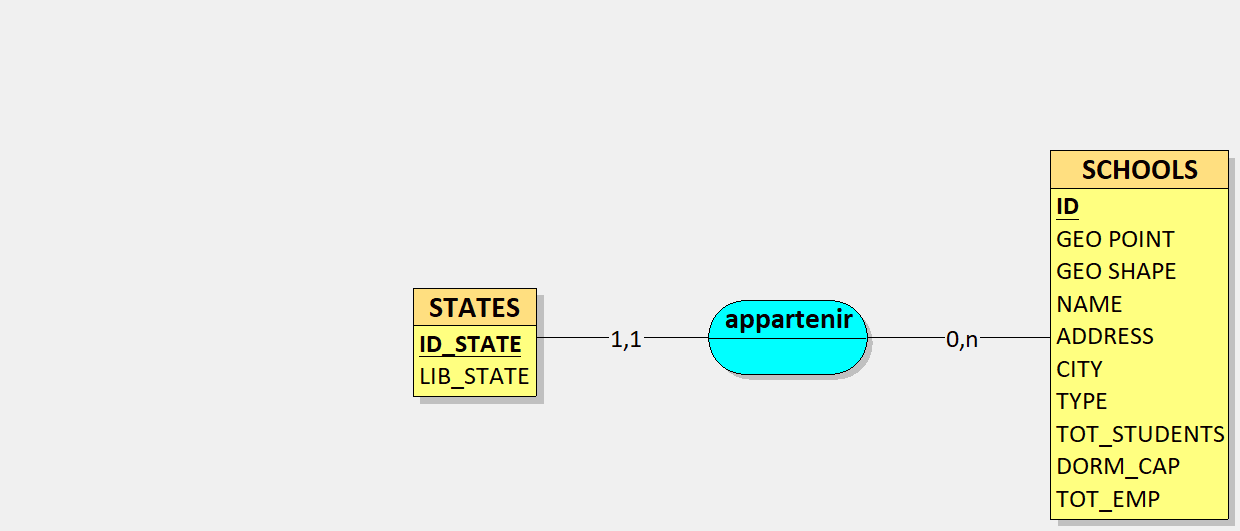 STATES
ID_STATE
LIB_STATE
1,1
appartenir
0,n
SCHOOLS
ID
GEO POINT
GEO SHAPE
NAME
ADDRESS
CITY
TYPE
TOT_STUDENTS
DORM_CAP
TOT_EMP